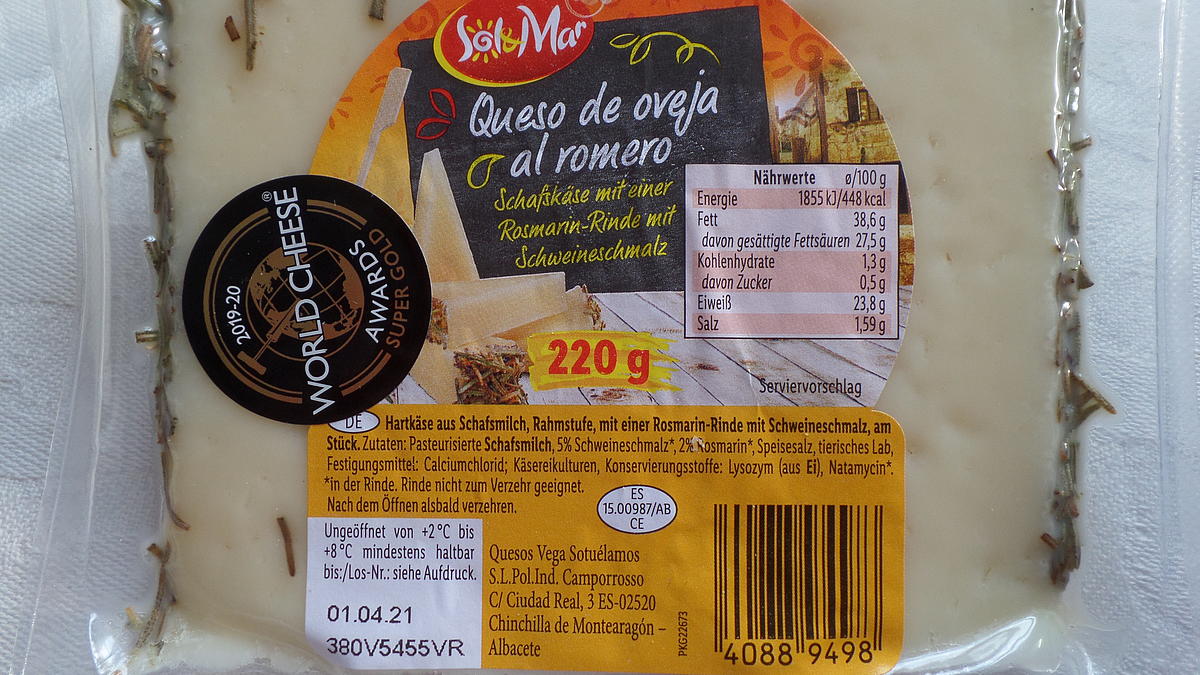 Sol&Mar
Queso de oveja
al romero
Schafskäse mit einer
Rosmarin-Rinde mit
Schweineschmalz
Nährwerte ø/100 g
Energie 1855 kJ/448 kcal
Fett 38,6 g
davon gesättigte Fettsäuren 27,5 g
Kohlenhydrate 1,3 g
davon Zucker 0,5 g
Eiweiß 23,8 g
Salz 1,59 g
2019-20
WORLD CHEESE®
AWARDS
SUPER GOLD
220 g
Serviervorschlag
DE Hartkäse aus Schafsmilch, Rahmstufe, mit einer Rosmarin-Rinde mit Schweineschmalz, am
Stück. Zutaten: Pasteurisierte Schafsmilch, 5% Schweineschmalz*, 2% Rosmarin*, Speisesalz, tierisches Lab,
Festigungsmittel: Calciumchlorid; Käsereikulturen, Konservierungsstoffe: Lysozym (aus Ei), Natamycin*.
*in der Rinde. Rinde nicht zum Verzehr geeignet.
Nach dem Öffnen alsbald verzehren.
ES
15.00987/AB
CE
Ungeöffnet von +2°C bis
+8°C mindestens haltbar
bis:/Los-Nr.: siehe Aufdruck.
01.04.21
380V5455VR
Quesos Vega Sotuélamos
S.L.Pol.Ind. Camporrosso
C/ Ciudad Real, 3 ES-02520
Chinchilla de Montearagón –
Albacete
PKG22673
4088 9498